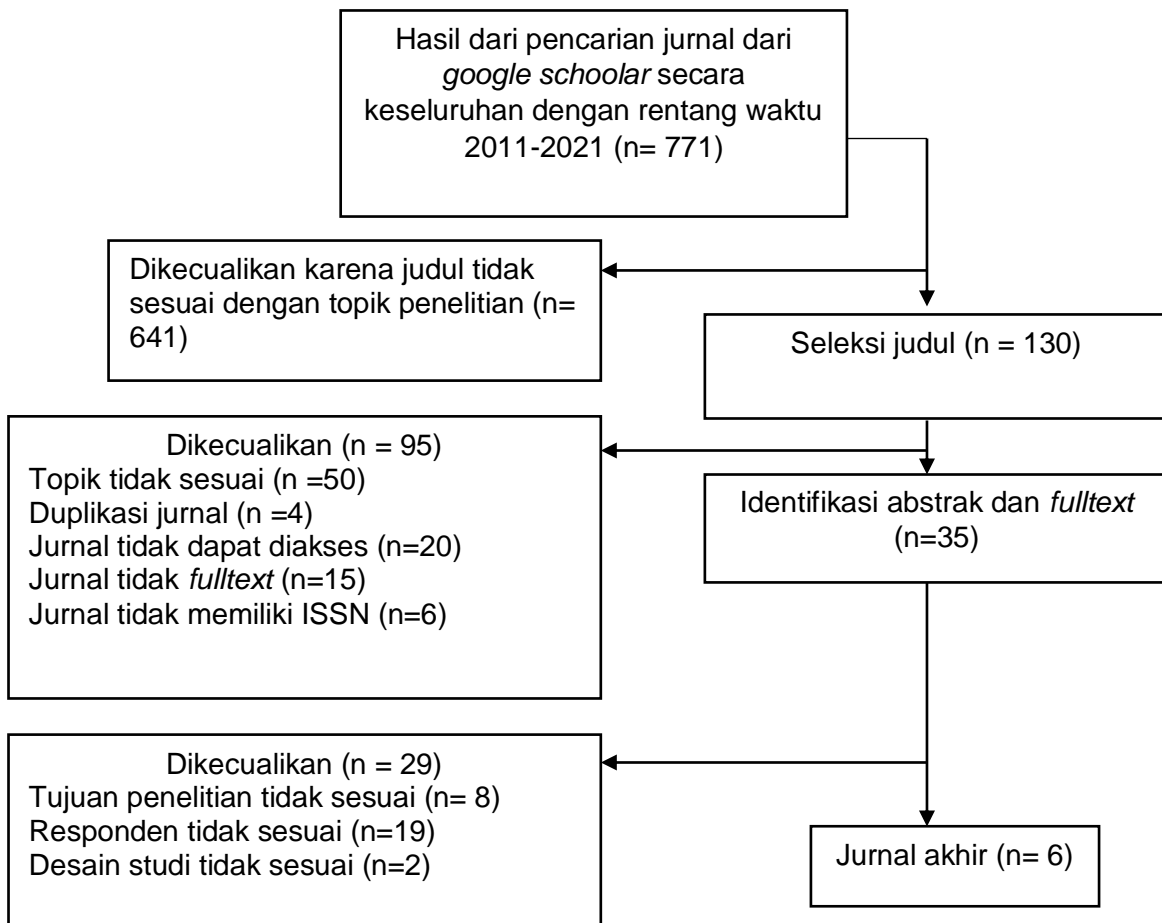 Hasil dari pencarian jurnal dari
google schoolar secara
keseluruhan dengan rentang waktu
2011-2021 (n= 771)
Dikecualikan karena judul tidak
sesuai dengan topik penelitian (n=
641)
Seleksi judul (n = 130)
Dikecualikan (n = 95)
Topik tidak sesuai (n =50)
Duplikasi jurnal (n =4)
Jurnal tidak dapat diakses (n=20)
Jurnal tidak fulltext (n=15)
Jurnal tidak memiliki ISSN (n=6)
Identifikasi abstrak dan fulltext
(n=35)
Dikecualikan (n = 29)
Tujuan penelitian tidak sesuai (n= 8)
Responden tidak sesuai (n=19)
Desain studi tidak sesuai (n=2)
Jurnal akhir (n= 6)